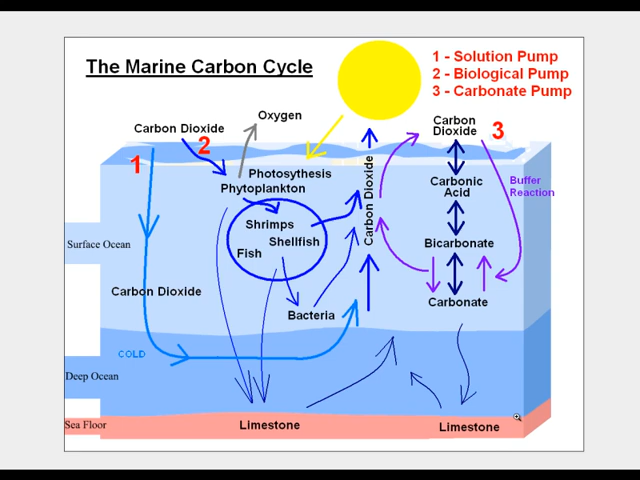 The Marine Carbon Cycle
1 - Solution Pump
2 - Biological Pump
3 - Carbonate Pump
Oxygen
Carbon Dioxide
2
1
Carbon
Dioxide
3
Photosythesis
Phytoplankton
Carbon Dioxide
Carbonic
Acid
Buffer
Reaction
Shrimps
Shellfish
Fish
Surface Ocean
Bicarbonate
Carbon Dioxide
Carbonate
Bacteria
COLD
Deep Ocean
Sea Floor
Limestone
Limestone